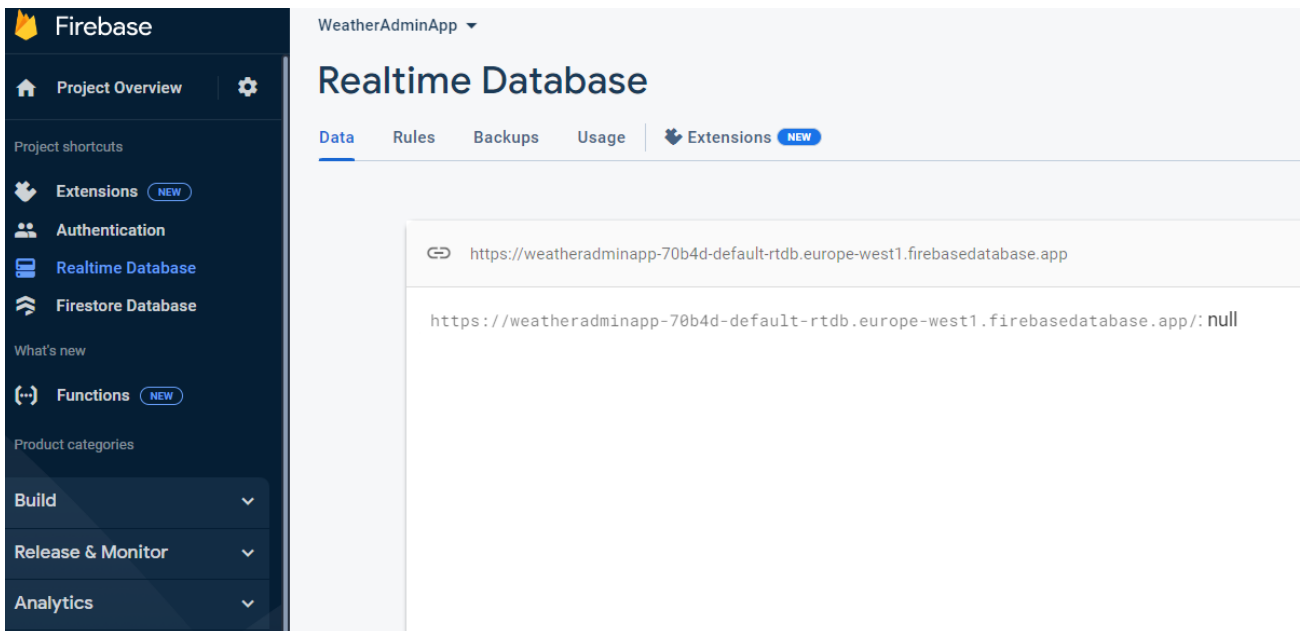 Firebase
Project Overview
Project shortcuts
Extensions NEW
Authentication
Realtime Database
Firestore Database
What's new
Functions NEW
Product categories
Build
Release & Monitor
Analytics
WeatherAdminApp
Realtime Database
Data Rules Backups Usage Extensions NEW
https://weatheradminapp-70b4d-default-rtdb.europe-west1.firebasedatabase.app
https://weatheradminapp-70b4d-default-rtdb.europe-west1.firebasedatabase.app/: null